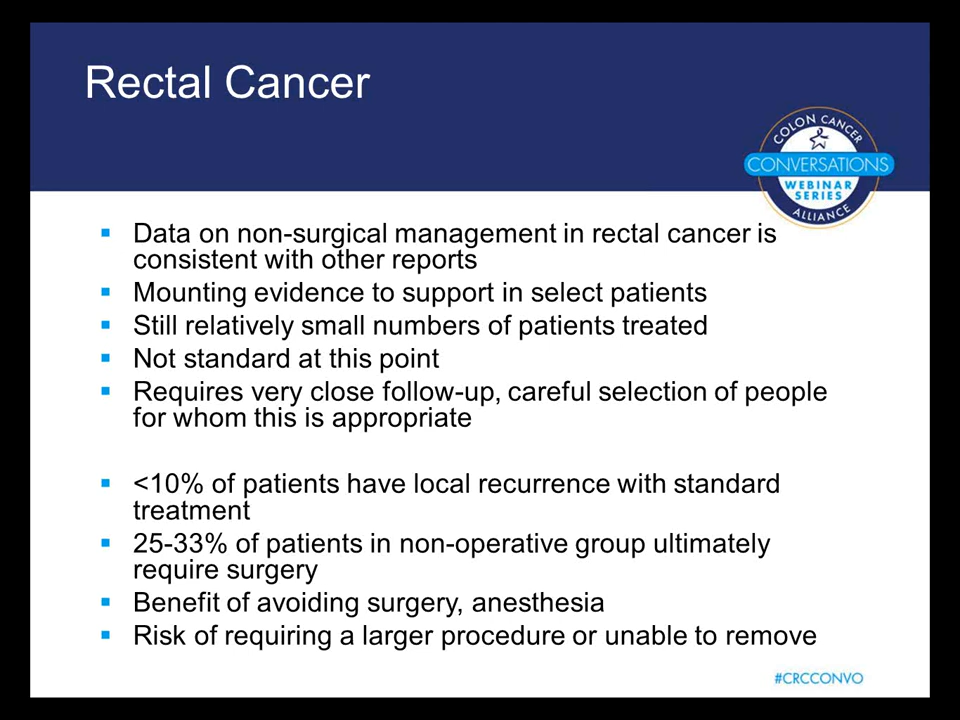 Rectal Cancer
COLON CANCER
CONVERSATIONS
WEBINAR
SERIES
ALLIANCE
Data on non-surgical management in rectal cancer is
consistent with other reports
Mounting evidence to support in select patients
Still relatively small numbers of patients treated
Not standard at this point
Requires very close follow-up, careful selection of people
for whom this is appropriate
<10% of patients have local recurrence with standard
treatment
25-33% of patients in non-operative group ultimately
require surgery
Benefit of avoiding surgery, anesthesia
Risk of requiring a larger procedure or unable to remove
#CRCCONVO